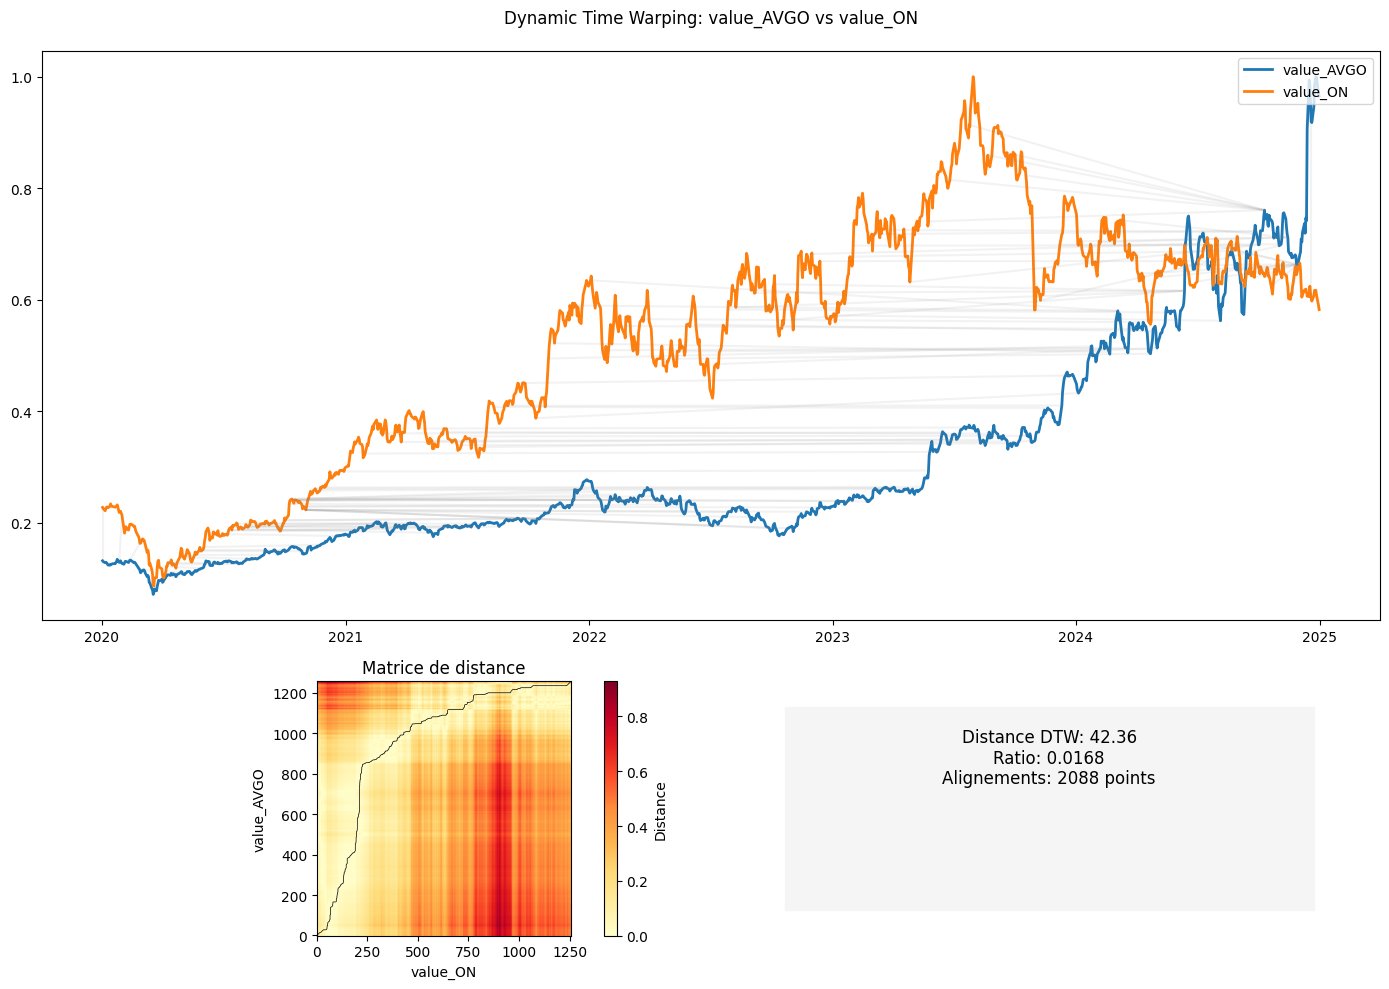 Dynamic Time Warping: value_AVGO vs value_ON
value_AVGO
value_ON
1.0
0.8
0.6
0.4
0.2
2020 2021 2022 2023 2024 2025
Matrice de distance
value_AVGO
1200
1000
800
600
400
200
0
0 250 500 750 1000 1250
value_ON
0.8
0.6
0.4
0.2
0.0
Distance
Distance DTW: 42.36
Ratio: 0.0168
Alignements: 2088 points